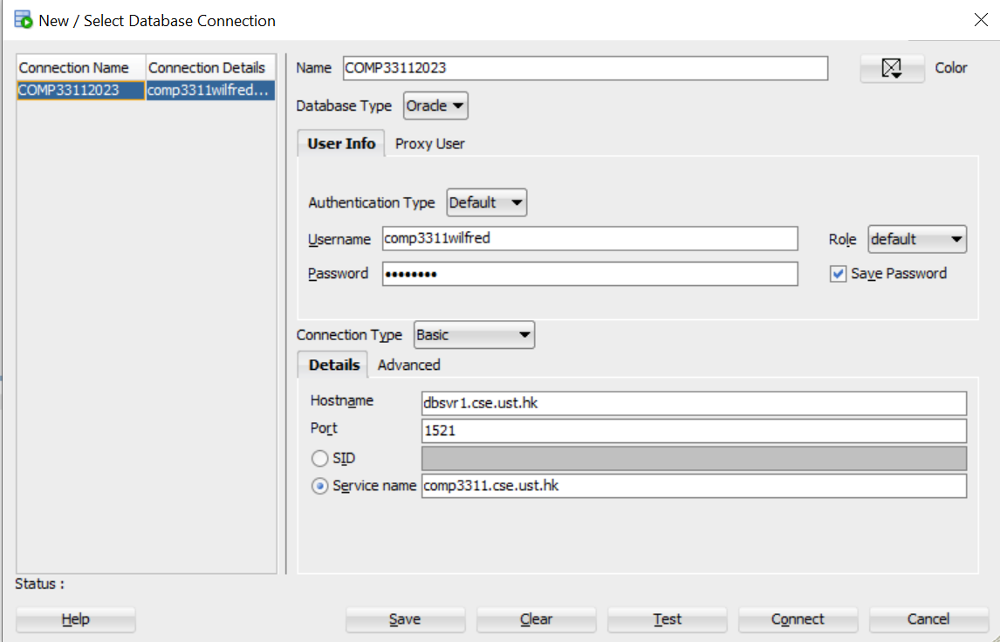 New / Select Database Connection
Connection Name Connection Details
COMP33112023 comp3311wilfred...
Name COMP33112023 Color
Database Type Oracle
User Info Proxy User
Authentication Type Default
Username comp3311wilfred Role default
Password •••••••• Save Password
Connection Type Basic
Details Advanced
Hostname dbsvr1.cse.ust.hk
Port 1521
SID
Service name comp3311.cse.ust.hk
Status :
Help Save Clear Test Connect Cancel